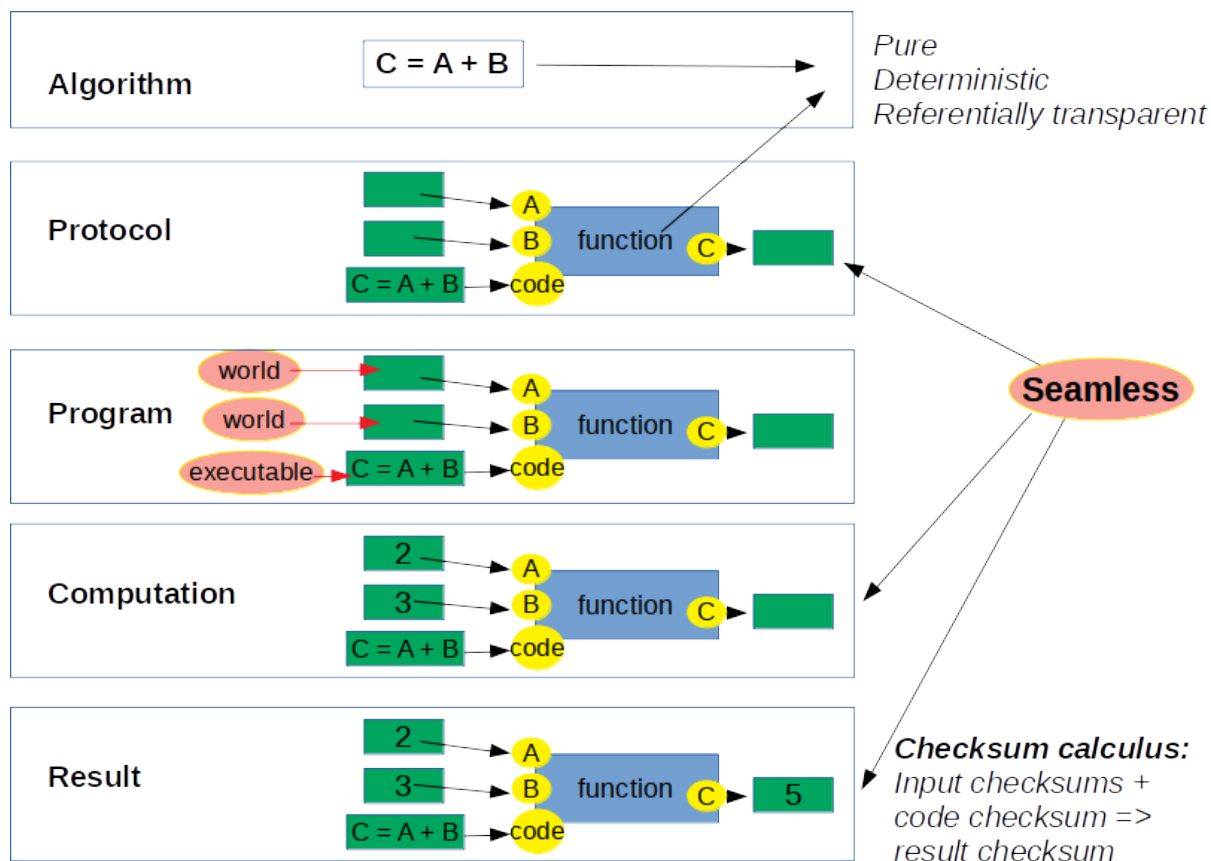 Algorithm
C = A + B
Pure
Deterministic
Referentially transparent
Protocol
A
B
function
C
C = A + B
code
Seamless
Program
world
A
world
B
function
C
executable
C = A + B
code
Computation
2
A
3
B
function
C
C = A + B
code
Result
2
A
3
B
function
C
5
C = A + B
code
Checksum calculus:
Input checksums +
code checksum =>
result checksum